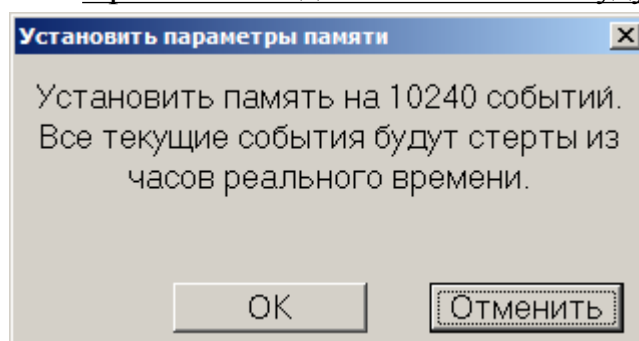 Установить параметры памяти
Установить память на 10240 событий.
Все текущие события будут стерты из
часов реального времени.
OK
Отменить